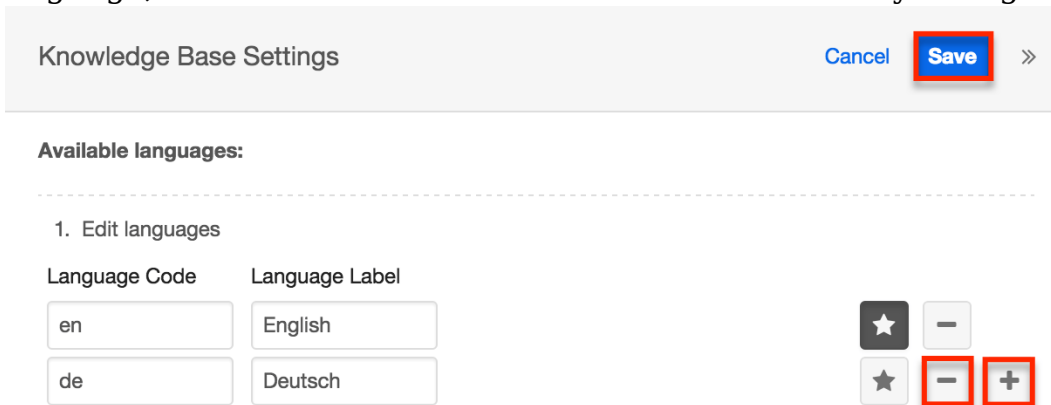 Knowledge Base Settings Cancel Save »
Available languages:
1. Edit languages
Language Code Language Label
en English
de Deutsch